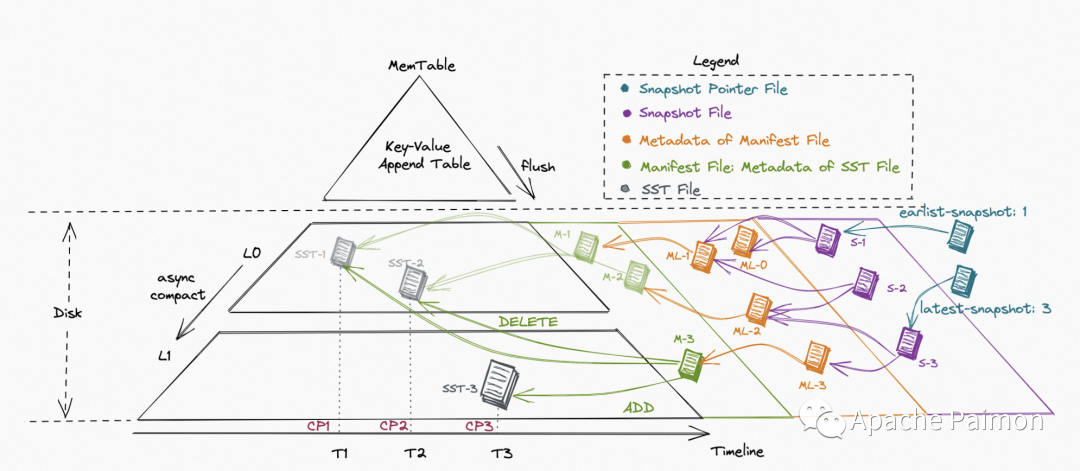 MemTable
Key-Value
Append Table
flush
Legend
Snapshot Pointer File
Snapshot File
Metadata of Manifest File
Manifest File: Metadata of SST File
SST File
earlist-snapshot: 1
latest-snapshot: 3
Disk
async
compact
L0
L1
SST-1
SST-2
SST-3
M-1
M-2
M-3
ML-1
ML-0
ML-2
ML-3
S-1
S-2
S-3
DELETE
ADD
CP1
CP2
CP3
T1
T2
T3
Timeline
Apache Paimon